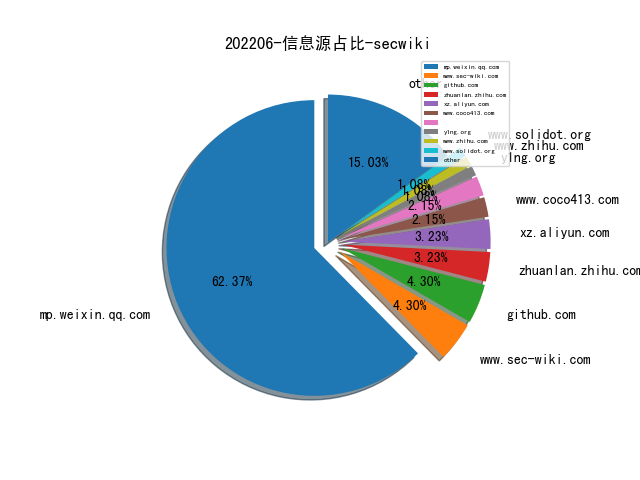 202206-信息源占比-secwiki
mp.weixin.qq.com
www.sec-wiki.com
github.com
zhuanlan.zhihu.com
xz.aliyun.com
www.coco413.com
ylng.org
www.zhihu.com
www.solidot.org
other
other
www.solidot.org
www.zhihu.com
ylng.org
www.coco413.com
xz.aliyun.com
zhuanlan.zhihu.com
github.com
www.sec-wiki.com
mp.weixin.qq.com
15.03%
1.08%
1.08%
1.08%
2.15%
2.15%
3.23%
3.23%
4.30%
4.30%
62.37%